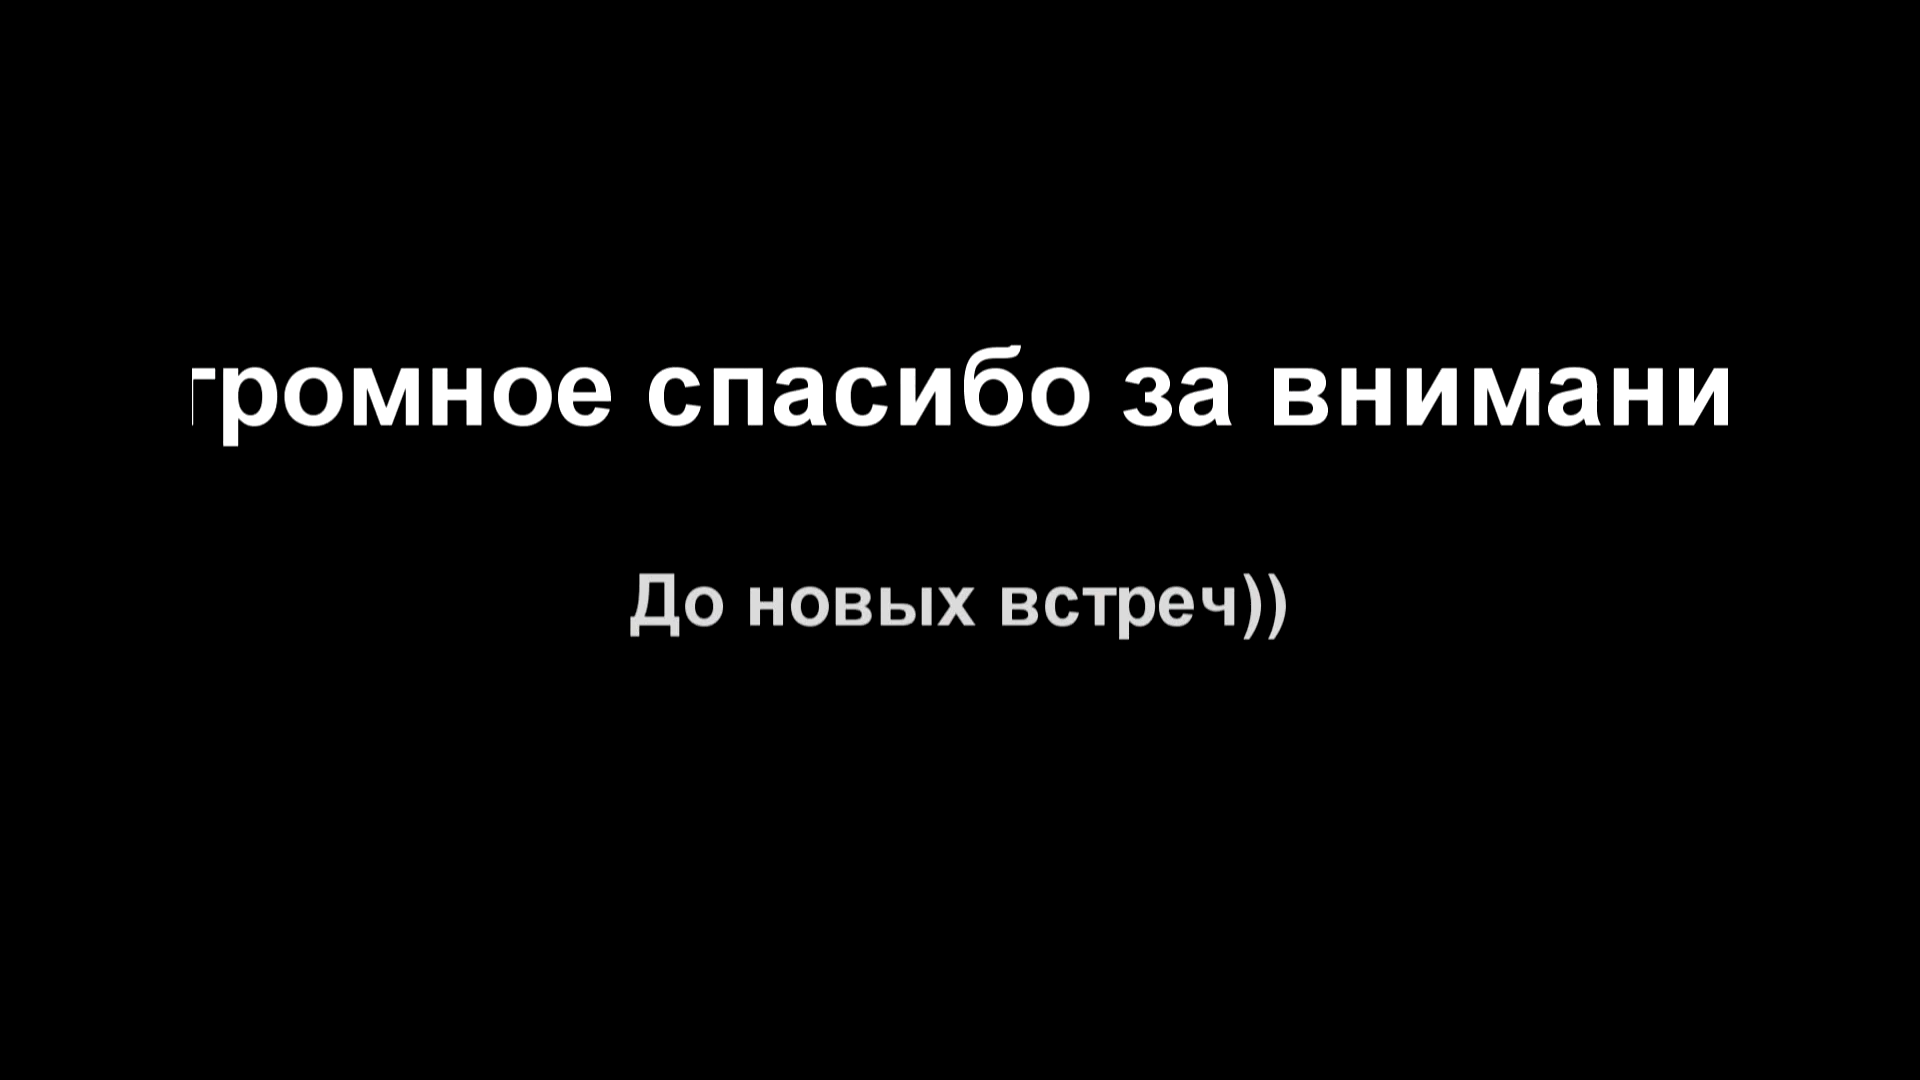 громное спасибо за внимани
До новых встреч))